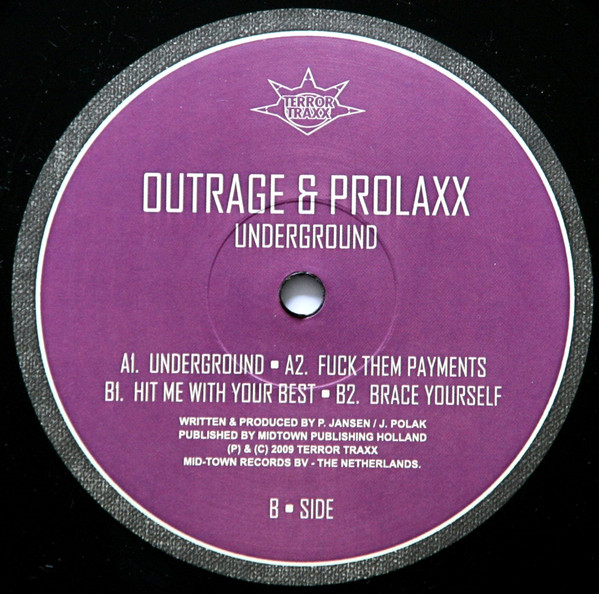 TERROR
TRAXX
OUTRAGE & PROLAXX
UNDERGROUND
A1. UNDERGROUND ▪ A2. FUCK THEM PAYMENTS
B1. HIT ME WITH YOUR BEST ▪ B2. BRACE YOURSELF
WRITTEN & PRODUCED BY P. JANSEN / J. POLAK
PUBLISHED BY MIDTOWN PUBLISHING HOLLAND
(P) & (C) 2009 TERROR TRAXX
MID-TOWN RECORDS BV - THE NETHERLANDS.
B ▪ SIDE